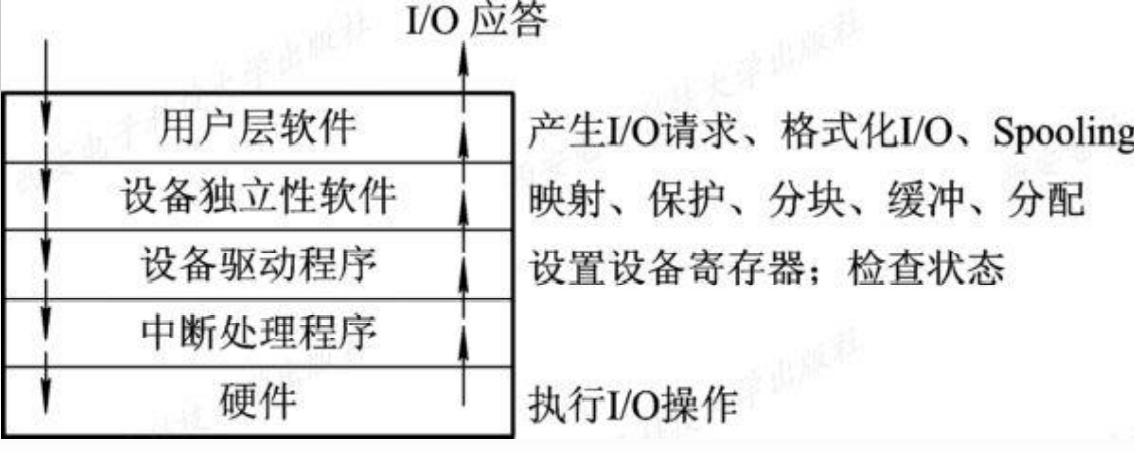 I/O 应答
用户层软件 产生I/O请求、格式化I/O、Spooling
设备独立性软件 映射、保护、分块、缓冲、分配
设备驱动程序 设置设备寄存器；检查状态
中断处理程序
硬件 执行I/O操作